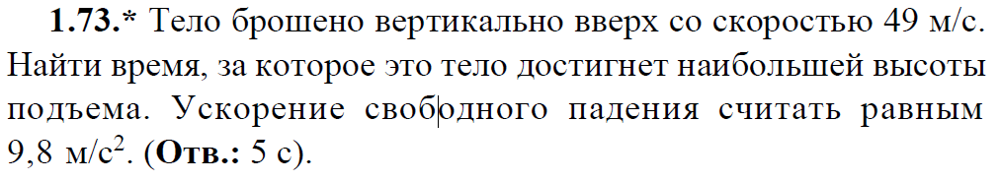 1.73.* Тело брошено вертикально вверх со скоростью 49 м/с.
Найти время, за которое это тело достигнет наибольшей высоты
подъема. Ускорение свободного падения считать равным
9,8 м/с². (Отв.: 5 с).